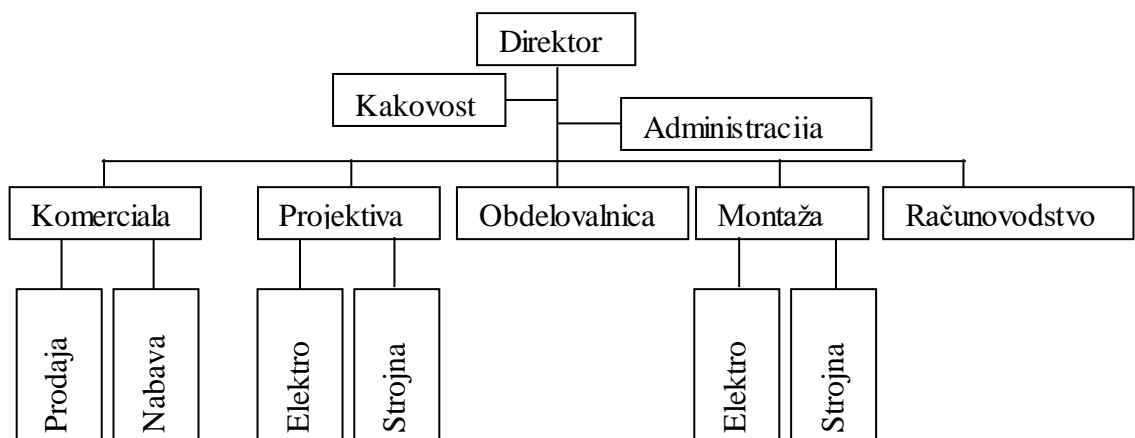 Direktor
Kakovost
Administracija
Komerciala
Projektiva
Obdelovalnica
Montaža
Računovodstvo
Prodaja
Nabava
Elektro
Strojna
Elektro
Strojna